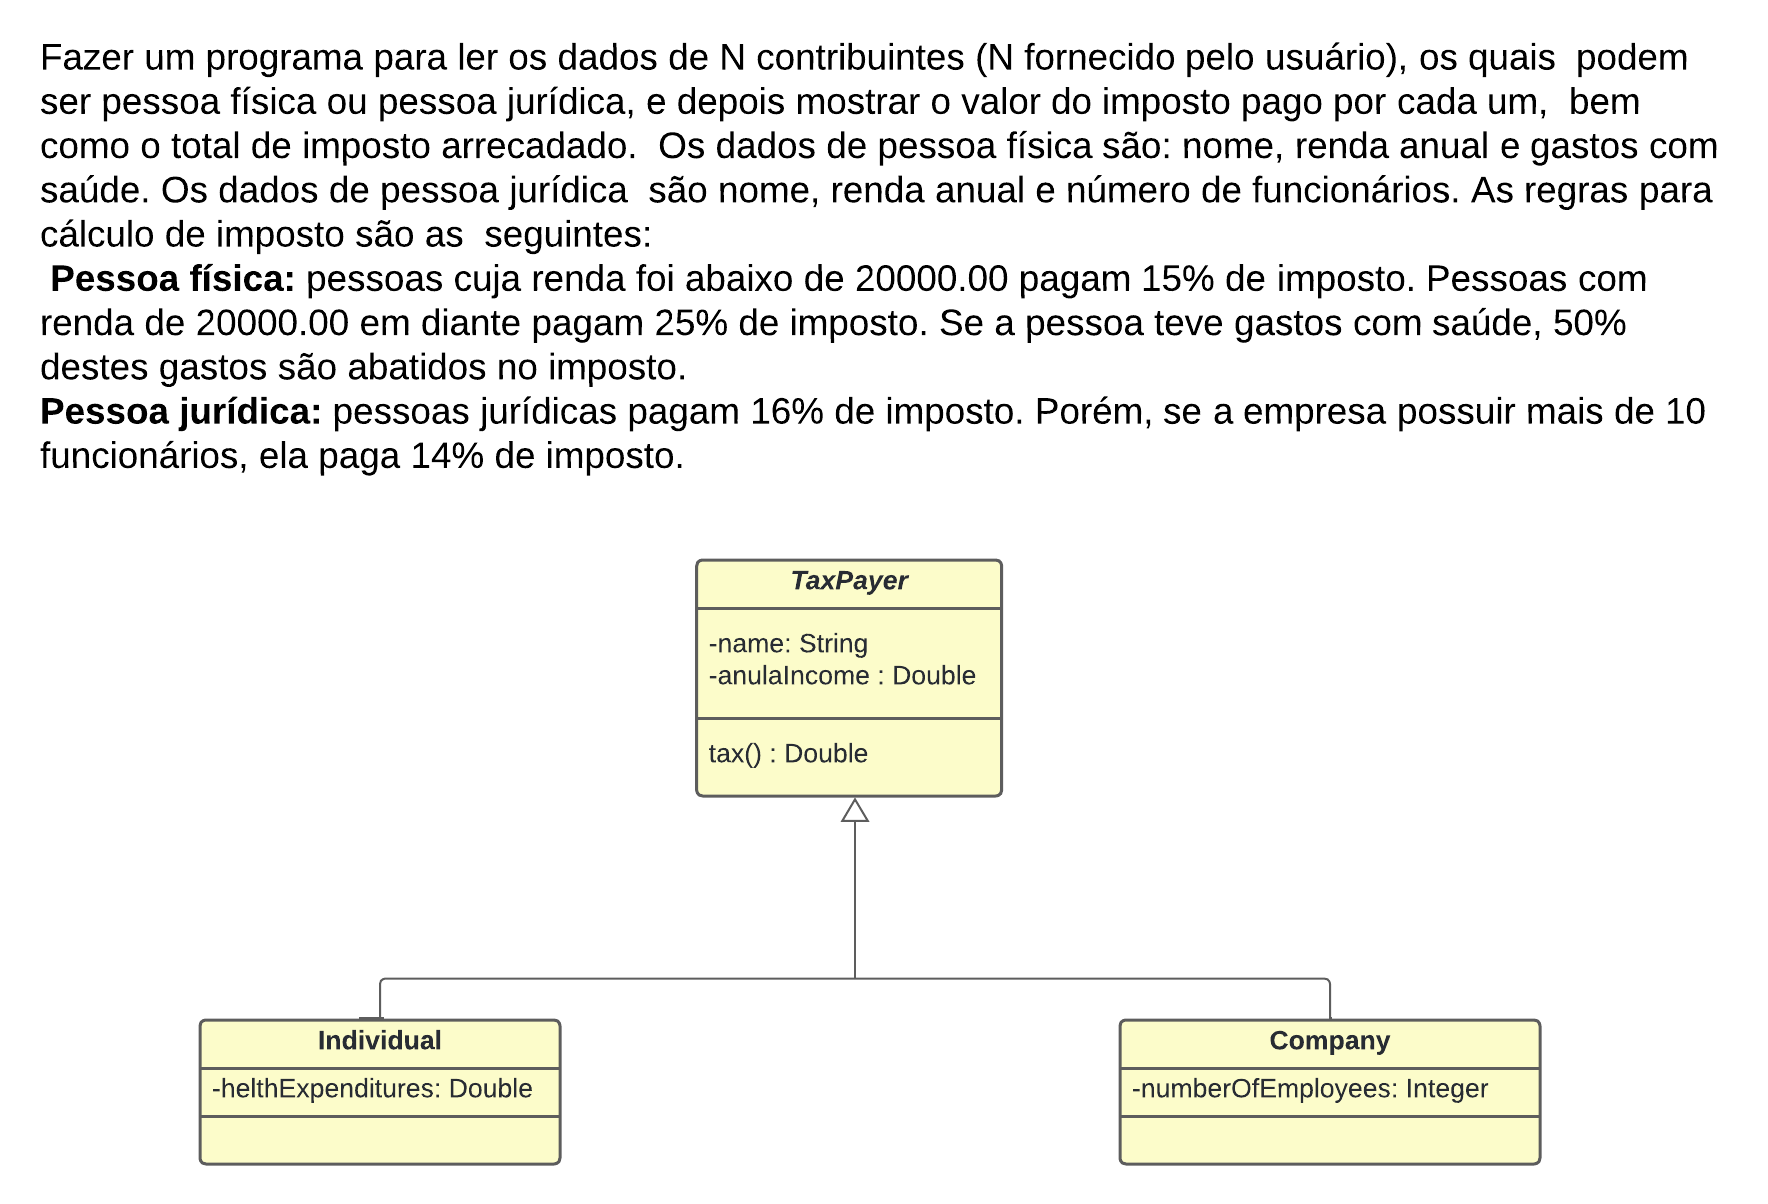 Fazer um programa para ler os dados de N contribuintes (N fornecido pelo usuário), os quais  podem
ser pessoa física ou pessoa jurídica, e depois mostrar o valor do imposto pago por cada um,  bem
como o total de imposto arrecadado.  Os dados de pessoa física são: nome, renda anual e gastos com
saúde. Os dados de pessoa jurídica  são nome, renda anual e número de funcionários. As regras para
cálculo de imposto são as  seguintes:
Pessoa física: pessoas cuja renda foi abaixo de 20000.00 pagam 15% de imposto. Pessoas com
renda de 20000.00 em diante pagam 25% de imposto. Se a pessoa teve gastos com saúde, 50%
destes gastos são abatidos no imposto.
Pessoa jurídica: pessoas jurídicas pagam 16% de imposto. Porém, se a empresa possuir mais de 10
funcionários, ela paga 14% de imposto.
TaxPayer
-name: String
-anulaIncome : Double
tax() : Double
Individual
-helthExpenditures: Double
Company
-numberOfEmployees: Integer